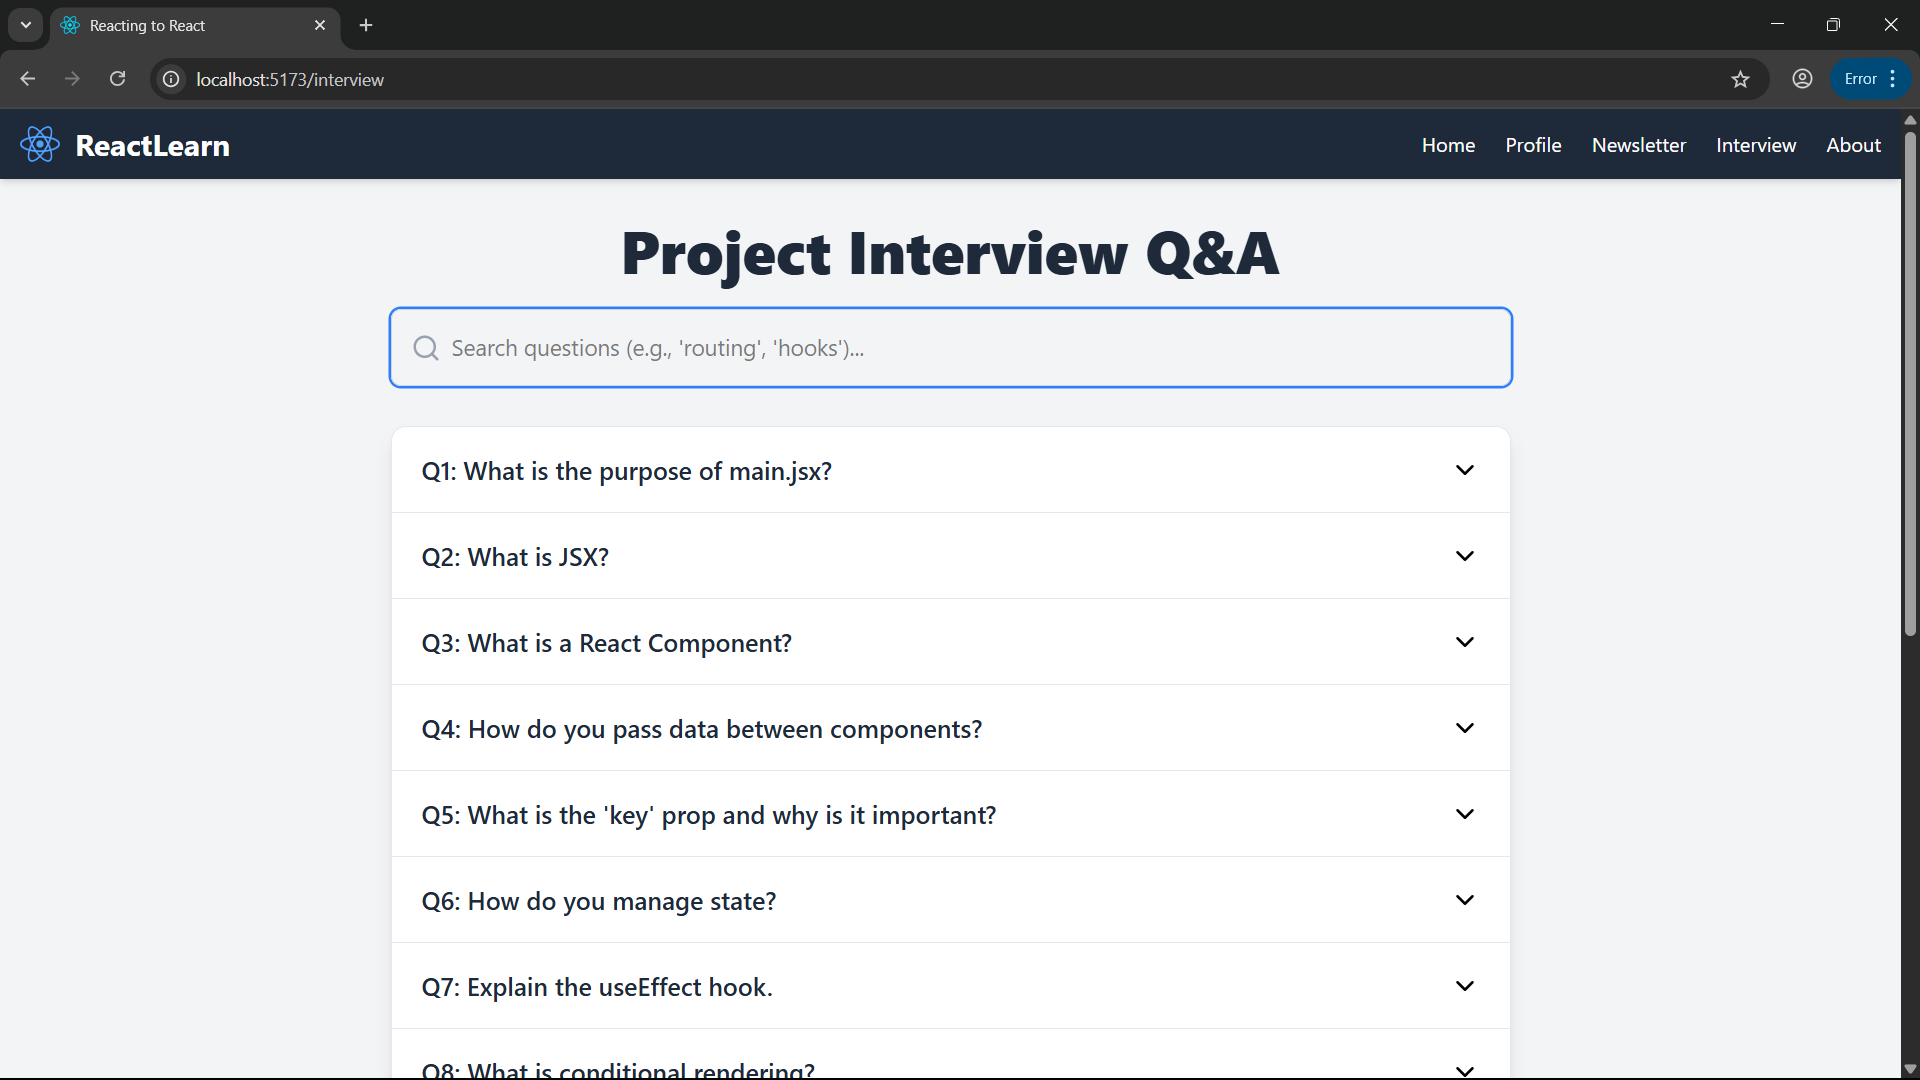 Reacting to React
localhost:5173/interview
Error
ReactLearn
Home
Profile
Newsletter
Interview
About
Project Interview Q&A
Search questions (e.g., 'routing', 'hooks')...
Q1: What is the purpose of main.jsx?
Q2: What is JSX?
Q3: What is a React Component?
Q4: How do you pass data between components?
Q5: What is the 'key' prop and why is it important?
Q6: How do you manage state?
Q7: Explain the useEffect hook.
Q8: What is conditional rendering?